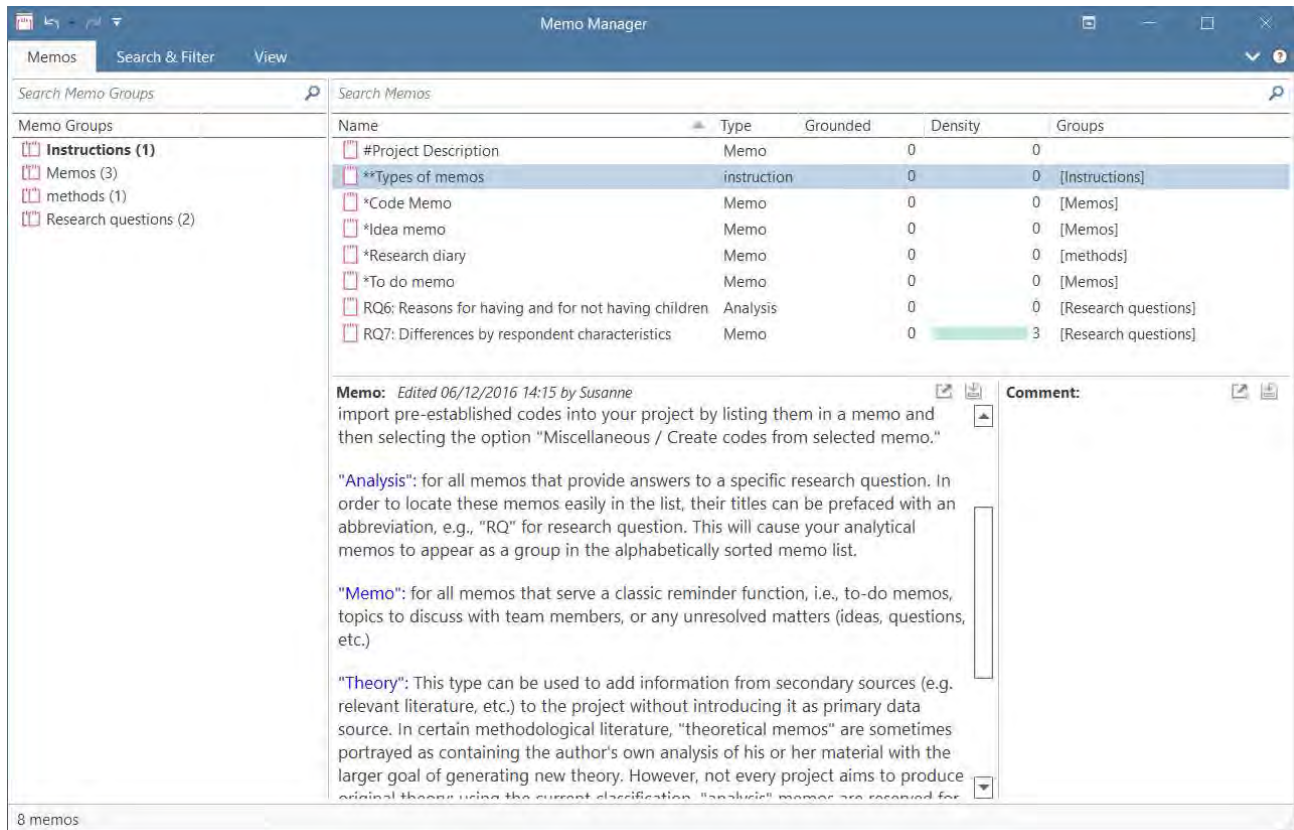 Memo Manager
Memos Search & Filter View
Search Memo Groups
Memo Groups
Instructions (1)
Memos (3)
methods (1)
Research questions (2)
Search Memos
Name Type Grounded Density Groups
#Project Description Memo 0 0
**Types of memos instruction 0 0 [Instructions]
*Code Memo Memo 0 0 [Memos]
*Idea memo Memo 0 0 [Memos]
*Research diary Memo 0 0 [methods]
*To do memo Memo 0 0 [Memos]
RQ6: Reasons for having and for not having children Analysis 0 0 [Research questions]
RQ7: Differences by respondent characteristics Memo 0 3 [Research questions]
Memo: Edited 06/12/2016 14:15 by Susanne
import pre-established codes into your project by listing them in a memo and
then selecting the option "Miscellaneous / Create codes from selected memo."
"Analysis": for all memos that provide answers to a specific research question. In
order to locate these memos easily in the list, their titles can be prefaced with an
abbreviation, e.g., "RQ" for research question. This will cause your analytical
memos to appear as a group in the alphabetically sorted memo list.
"Memo": for all memos that serve a classic reminder function, i.e., to-do memos,
topics to discuss with team members, or any unresolved matters (ideas, questions,
etc.)
"Theory": This type can be used to add information from secondary sources (e.g.
relevant literature, etc.) to the project without introducing it as primary data
source. In certain methodological literature, "theoretical memos" are sometimes
portrayed as containing the author's own analysis of his or her material with the
larger goal of generating new theory. However, not every project aims to produce
original theory; using the current classification, "analysis" memos are reserved for
Comment:
8 memos